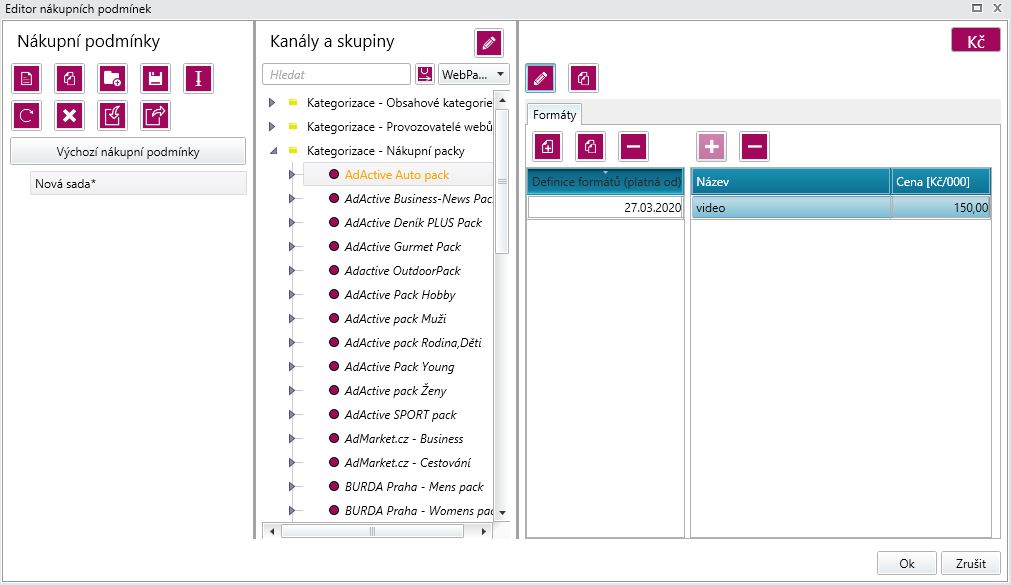 Editor nákupních podmínek
Nákupní podmínky
Výchozí nákupní podmínky
Nová sada*
Kanály a skupiny
Hledat
WebPa...
Kategorizace - Obsahové kategorie
Kategorizace - Provozovatelé webů
Kategorizace - Nákupní packy
AdActive Auto pack
AdActive Business-News Pac
AdActive Deník PLUS Pack
AdActive Gurmet Pack
Adactive OutdoorPack
AdActive Pack Hobby
AdActive pack Muži
AdActive pack Rodina,Děti
AdActive Pack Young
AdActive pack Ženy
AdActive SPORT pack
AdMarket.cz - Business
AdMarket.cz - Cestování
BURDA Praha - Mens pack
BURDA Praha - Womens pac
Kč
Formáty
Definice formátů (platná od)
27.03.2020
Název
Cena [Kč/000]
video
150,00
Ok
Zrušit